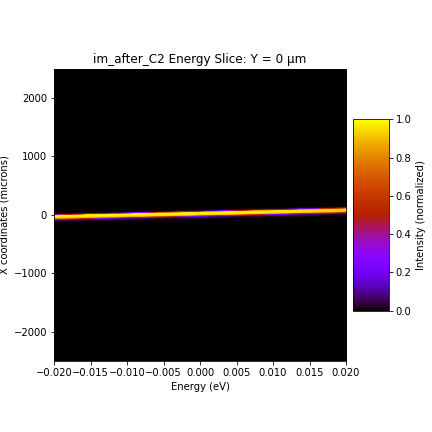 im_after_C2 Energy Slice: Y = 0 μm
2000
1000
0
−1000
−2000
X coordinates (microns)
−0.020 −0.015 −0.010 −0.005 0.000 0.005 0.010 0.015 0.020
Energy (eV)
1.0
0.8
0.6
0.4
0.2
0.0
Intensity (normalized)